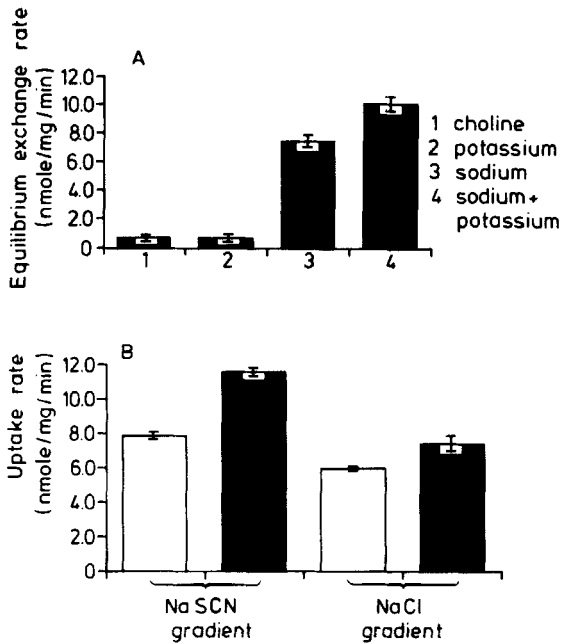 A
Equilibrium exchange rate
(nmole/mg/min)
12.0
10.0
8.0
6.0
4.0
2.0
0
1
2
3
4
1 choline
2 potassium
3 sodium
4 sodium +
potassium
B
Uptake rate
(nmole/mg/min)
12.0
10.0
8.0
6.0
4.0
2.0
0
NaSCN
gradient
NaCl
gradient